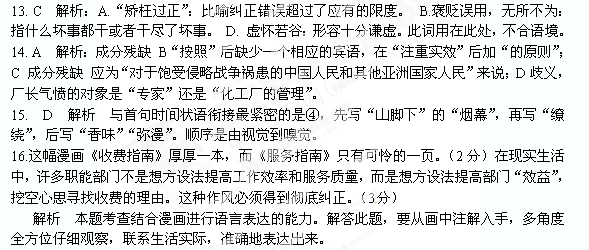 13. C　解析：A.“矫枉过正”：比喻纠正错误超过了应有的限度。 B.褒贬误用，无所不为：
指什么坏事都干或者干尽了坏事。 D. 虚怀若谷；形容十分谦虚。此词用在此处，不合语境。
14. A　解析：成分残缺 B“按照”后缺少一个相应的宾语，在“注重实效”后加“的原则”；
C 成分残缺 应为“对于饱受侵略战争祸患的中国人民和其他亚洲国家人民”来说；D 歧义，
厂长气愤的对象是“专家”还是“化工厂的管理”。
15. D　解析　与首句时间状语衔接最紧密的是④，先写“山脚下”的“烟幕”，再写“缭
绕”，后写“香味”“弥漫”。顺序是由视觉到嗅觉。
16.这幅漫画《收费指南》厚厚一本，而《服务指南》只有可怜的一页。（2 分）在现实生活
中，许多职能部门不是想方设法提高工作效率和服务质量，而是想方设法提高部门“效益”，
挖空心思寻找收费的理由。这种作风必须得到彻底纠正。（3分）
解析　本题考查结合漫画进行语言表达的能力。解答此题，要从画中注解入手，多角度
全方位仔细观察，联系生活实际，准确地表达出来。